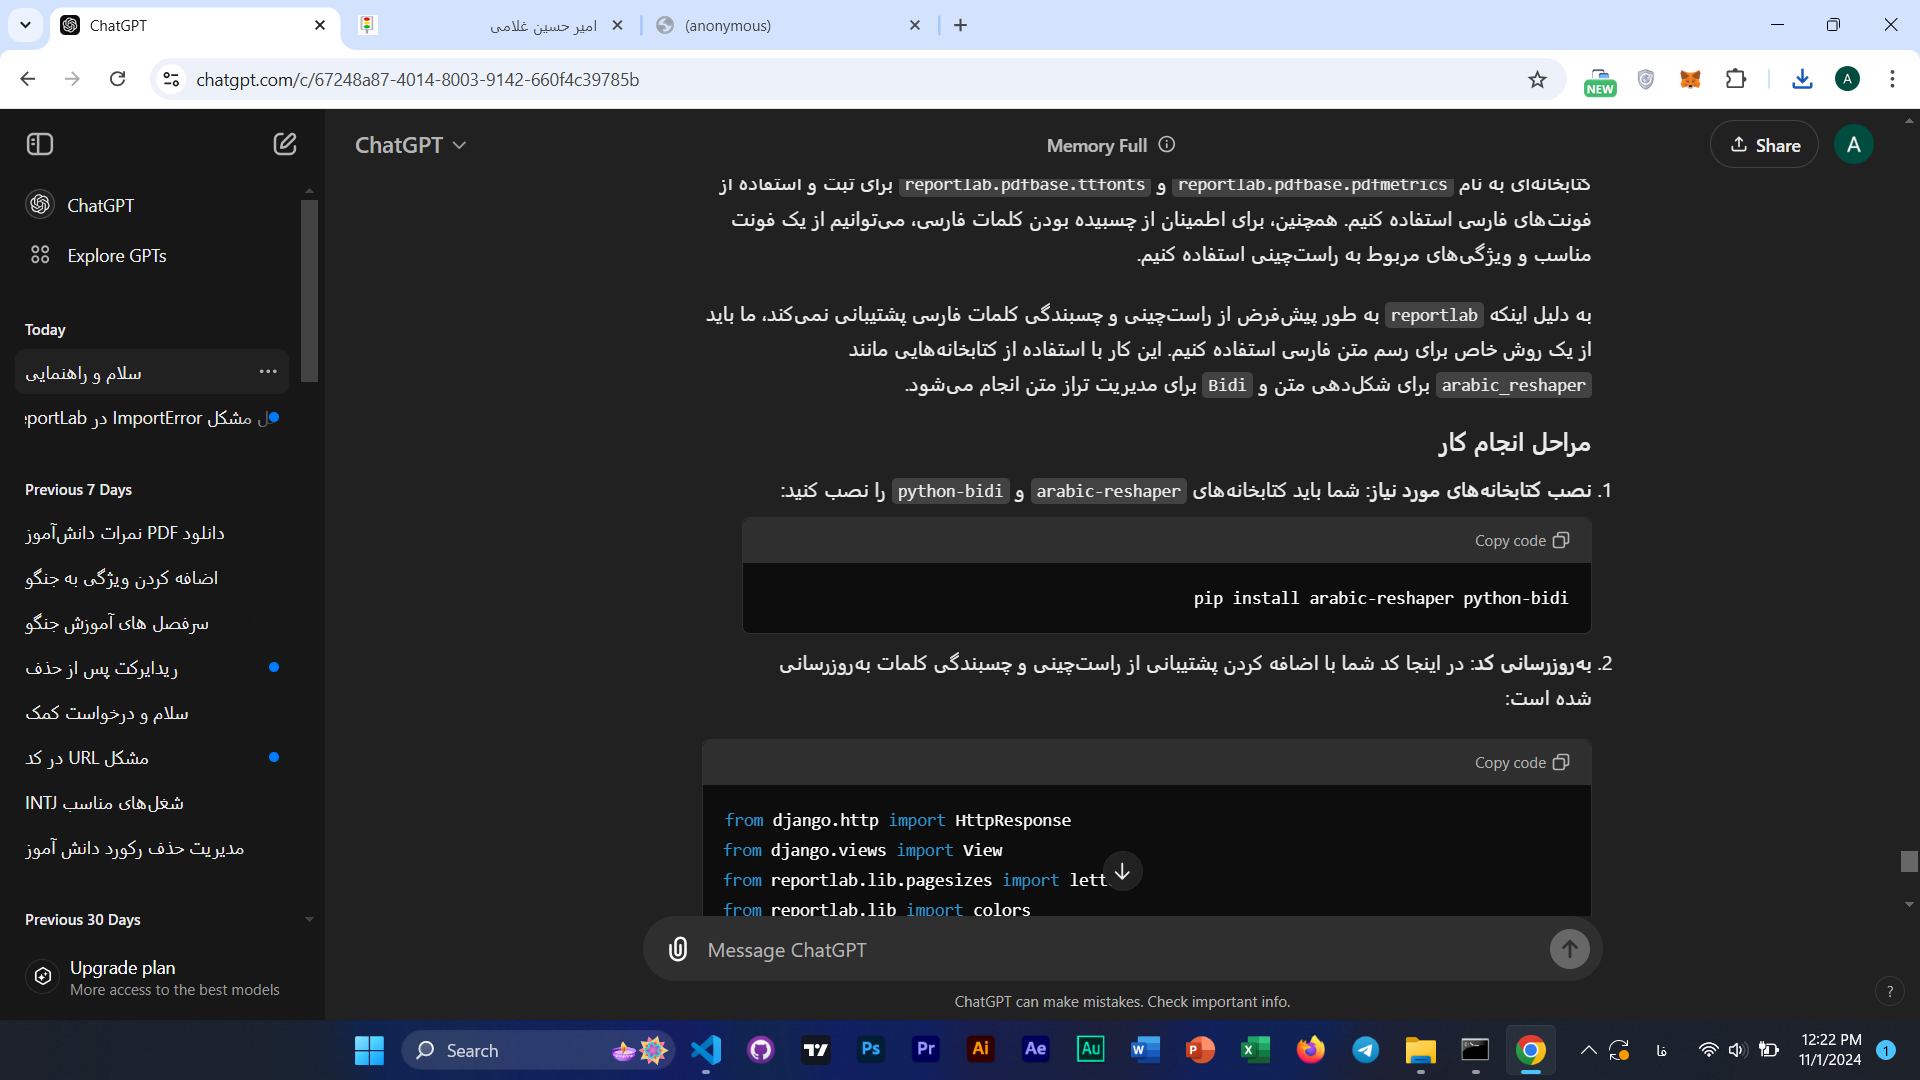 ChatGPT
امیر حسین غلامی
(anonymous)
chatgpt.com/c/67248a87-4014-8003-9142-660f4c39785b
NEW
A
ChatGPT
Memory Full
Share
A
ChatGPT
Explore GPTs
Today
سلام و راهنمایی
ل مشکل ImportError در portLab
Previous 7 Days
دانلود PDF نمرات دانش‌آموز
اضافه کردن ویژگی به جنگو
سرفصل های آموزش جنگو
ریدایرکت پس از حذف
سلام و درخواست کمک
مشکل URL در کد
شغل‌های مناسب INTJ
مدیریت حذف رکورد دانش آموز
Previous 30 Days
Upgrade plan
More access to the best models
کتابخانه‌ای به نام reportlab.pdfbase.pdfmetrics و reportlab.pdfbase.ttfonts برای ثبت و استفاده از
فونت‌های فارسی استفاده کنیم. همچنین، برای اطمینان از چسبیده بودن کلمات فارسی، می‌توانیم از یک فونت
مناسب و ویژگی‌های مربوط به راست‌چینی استفاده کنیم.
به دلیل اینکه reportlab به طور پیش‌فرض از راست‌چینی و چسبندگی کلمات فارسی پشتیبانی نمی‌کند، ما باید
از یک روش خاص برای رسم متن فارسی استفاده کنیم. این کار با استفاده از کتابخانه‌هایی مانند
arabic_reshaper برای شکل‌دهی متن و Bidi برای مدیریت تراز متن انجام می‌شود.
مراحل انجام کار
1. نصب کتابخانه‌های مورد نیاز: شما باید کتابخانه‌های arabic-reshaper و python-bidi را نصب کنید:
Copy code
pip install arabic-reshaper python-bidi
2. به‌روزرسانی کد: در اینجا کد شما با اضافه کردن پشتیبانی از راست‌چینی و چسبندگی کلمات به‌روزرسانی
شده است:
Copy code
from django.http import HttpResponse
from django.views import View
from reportlab.lib.pagesizes import lett
from reportlab.lib import colors
Message ChatGPT
ChatGPT can make mistakes. Check important info.
?
Search
Ps
Pr
Ai
Ae
Au
فا
12:22 PM
11/1/2024
1